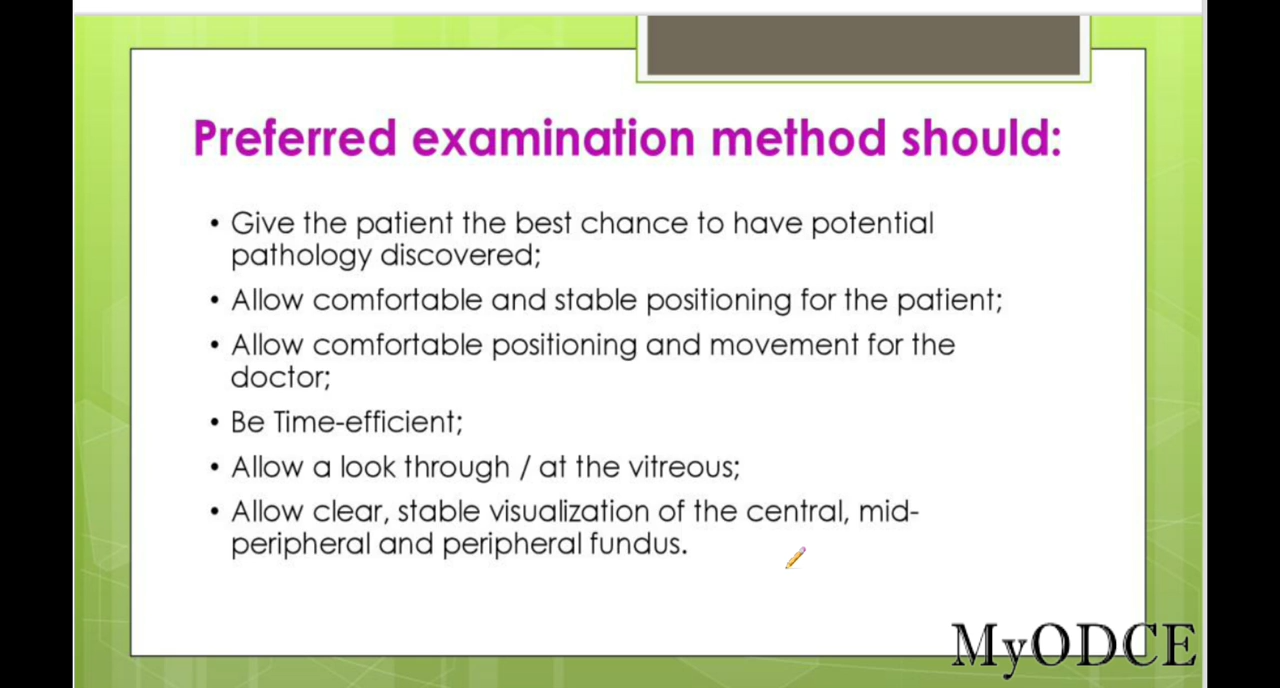 Preferred examination method should:
• Give the patient the best chance to have potential
pathology discovered;
• Allow comfortable and stable positioning for the patient;
• Allow comfortable positioning and movement for the
doctor;
• Be Time-efficient;
• Allow a look through / at the vitreous;
• Allow clear, stable visualization of the central, mid-
peripheral and peripheral fundus.
MyODCE